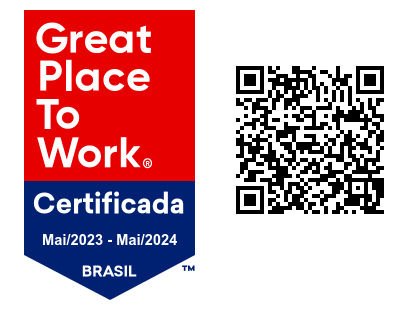 Great
Place
To
Work®
Certificada
Mai/2023 - Mai/2024
BRASIL
™